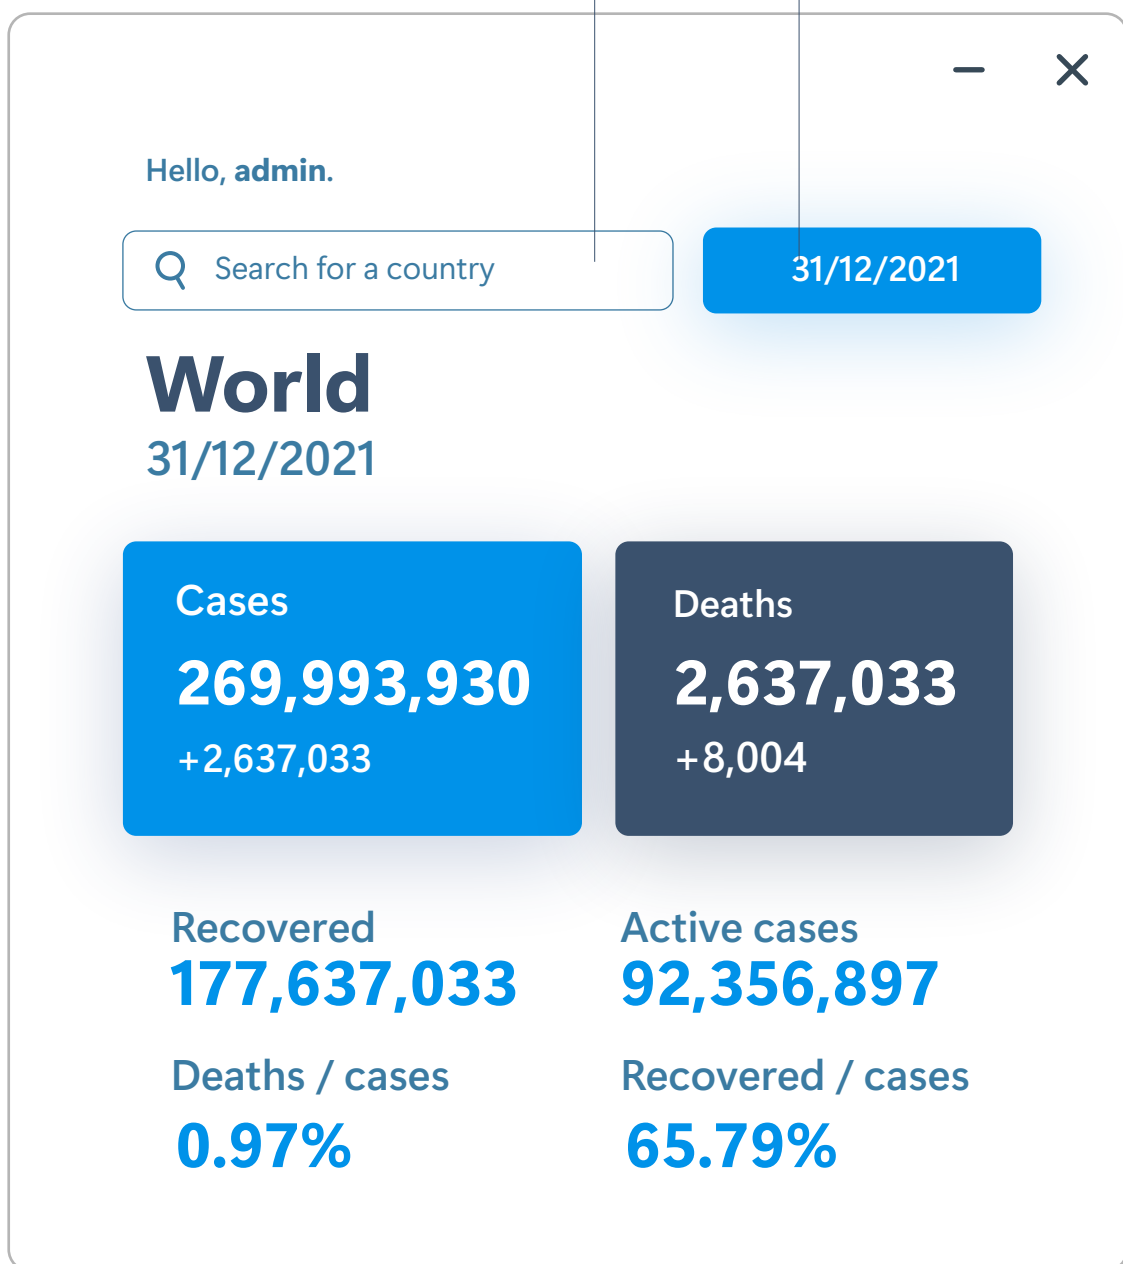 Hello, admin.
Search for a country
31/12/2021
World
31/12/2021
Cases
269,993,930
+2,637,033
Deaths
2,637,033
+8,004
Recovered
177,637,033
Active cases
92,356,897
Deaths / cases
0.97%
Recovered / cases
65.79%